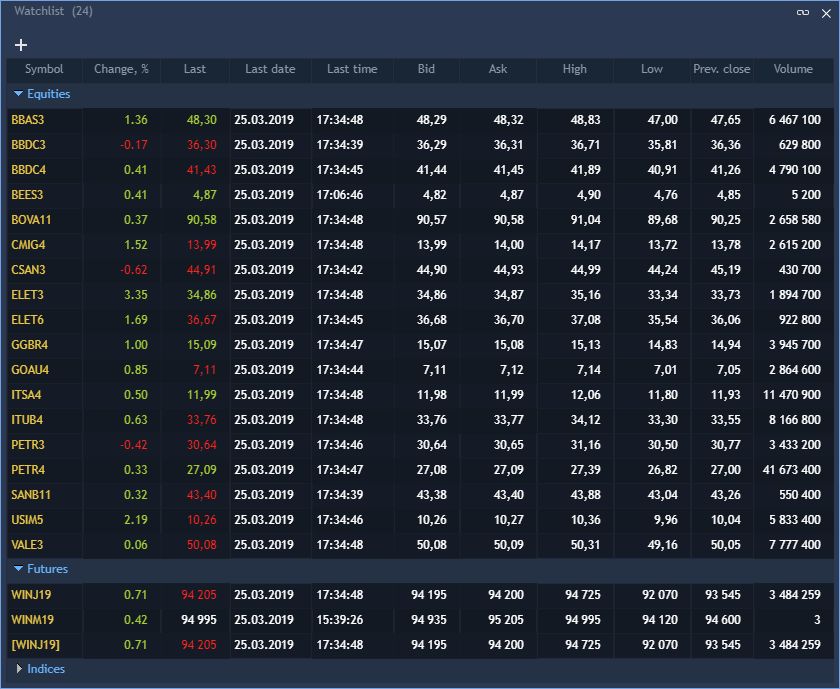 Watchlist (24)
Symbol Change, % Last Last date Last time Bid Ask High Low Prev. close Volume
Equities
BBAS3 1.36 48,30 25.03.2019 17:34:48 48,29 48,32 48,83 47,00 47,65 6 467 100
BBDC3 -0.17 36,30 25.03.2019 17:34:39 36,29 36,31 36,71 35,81 36,36 629 800
BBDC4 0.41 41,43 25.03.2019 17:34:45 41,44 41,45 41,89 40,91 41,26 4 790 100
BEES3 0.41 4,87 25.03.2019 17:06:46 4,82 4,87 4,90 4,76 4,85 5 200
BOVA11 0.37 90,58 25.03.2019 17:34:48 90,57 90,58 91,04 89,68 90,25 2 658 580
CMIG4 1.52 13,99 25.03.2019 17:34:48 13,99 14,00 14,17 13,72 13,78 2 615 200
CSAN3 -0.62 44,91 25.03.2019 17:34:42 44,90 44,93 44,99 44,24 45,19 430 700
ELET3 3.35 34,86 25.03.2019 17:34:48 34,86 34,87 35,16 33,34 33,73 1 894 700
ELET6 1.69 36,67 25.03.2019 17:34:45 36,68 36,70 37,08 35,54 36,06 922 800
GGBR4 1.00 15,09 25.03.2019 17:34:47 15,07 15,08 15,13 14,83 14,94 3 945 700
GOAU4 0.85 7,11 25.03.2019 17:34:44 7,11 7,12 7,14 7,01 7,05 2 864 600
ITSA4 0.50 11,99 25.03.2019 17:34:48 11,98 11,99 12,06 11,80 11,93 11 470 900
ITUB4 0.63 33,76 25.03.2019 17:34:48 33,76 33,77 34,12 33,30 33,55 8 166 800
PETR3 -0.42 30,64 25.03.2019 17:34:46 30,64 30,65 31,16 30,50 30,77 3 433 200
PETR4 0.33 27,09 25.03.2019 17:34:47 27,08 27,09 27,39 26,82 27,00 41 673 400
SANB11 0.32 43,40 25.03.2019 17:34:39 43,38 43,40 43,88 43,04 43,26 550 400
USIM5 2.19 10,26 25.03.2019 17:34:46 10,26 10,27 10,36 9,96 10,04 5 833 400
VALE3 0.06 50,08 25.03.2019 17:34:48 50,08 50,09 50,31 49,16 50,05 7 777 400
Futures
WINJ19 0.71 94 205 25.03.2019 17:34:48 94 195 94 200 94 725 92 070 93 545 3 484 259
WINM19 0.42 94 995 25.03.2019 15:39:26 94 935 95 205 94 995 94 120 94 600 3
[WINJ19] 0.71 94 205 25.03.2019 17:34:48 94 195 94 200 94 725 92 070 93 545 3 484 259
Indices